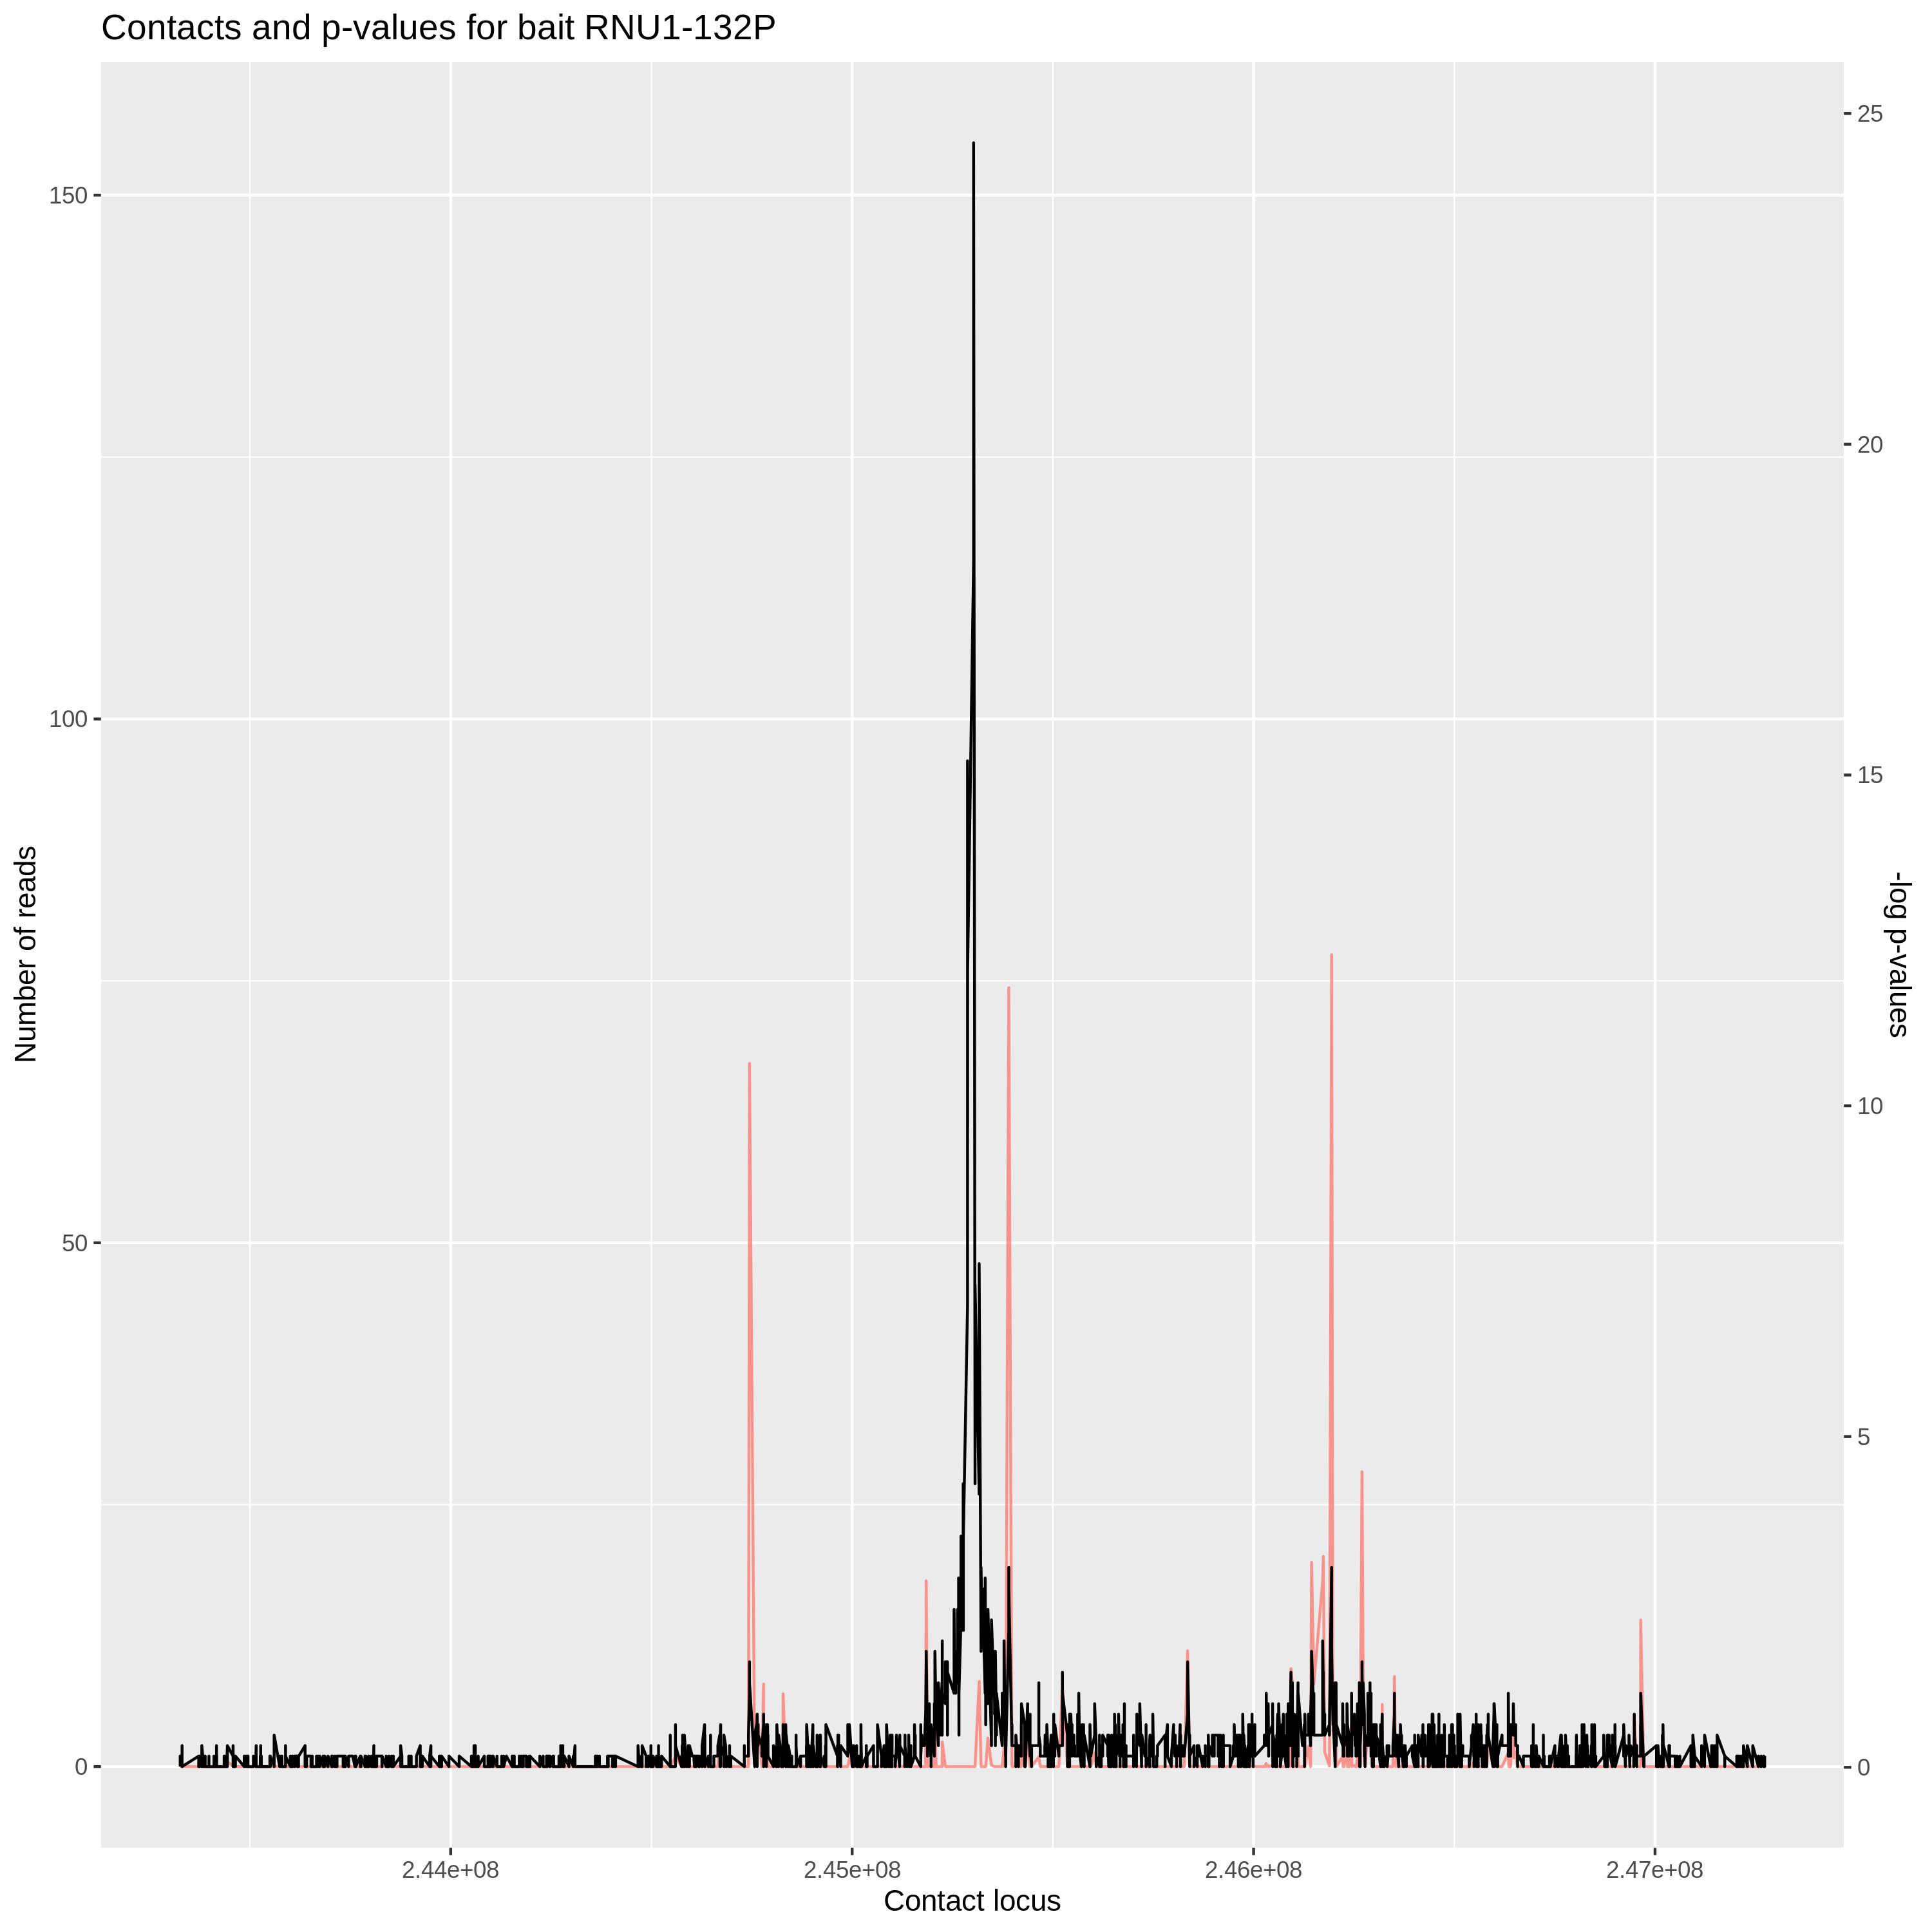 Contacts and p-values for bait RNU1-132P
Number of reads
150
100
50
0
25
20
15
10
5
0
-log p-values
2.44e+08
2.45e+08
2.46e+08
2.47e+08
Contact locus